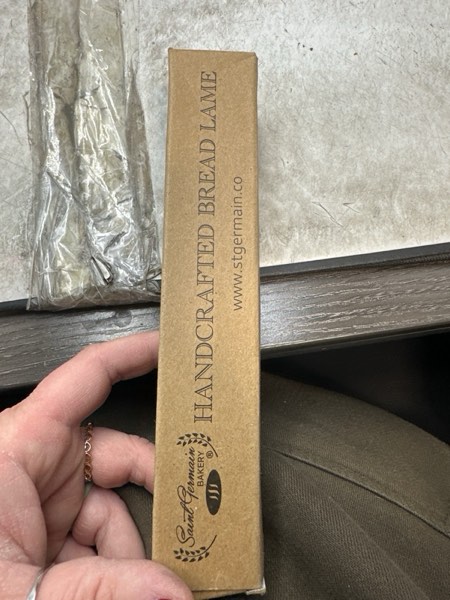 HANDCRAFTED BREAD LAME
www.stgermain.co
Saint Germain
BAKERY
®